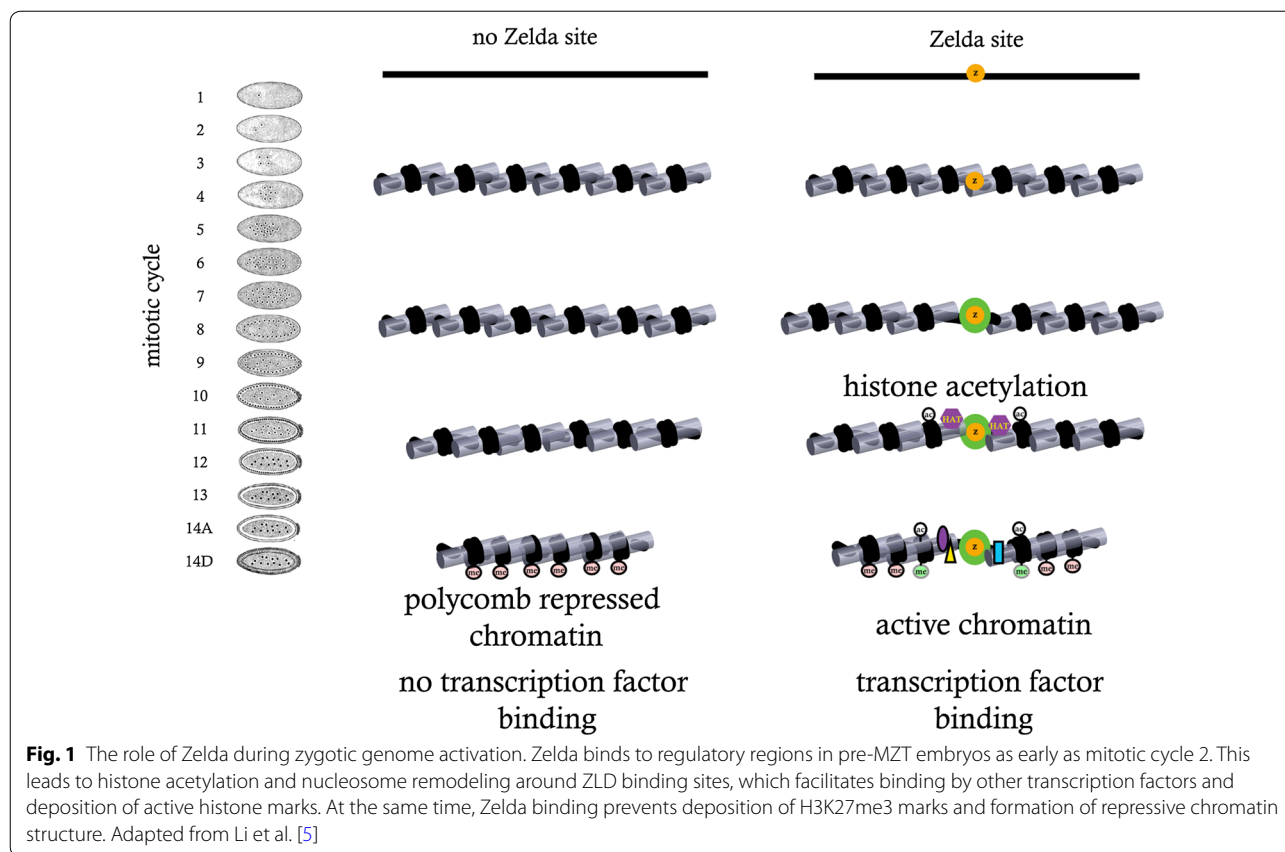 no Zelda site
Zelda site
z
mitotic cycle
1
2
3
4
5
6
7
8
9
10
11
12
13
14A
14D
z
z
histone acetylation
ac HAT z HAT ac
ac z ac
me me me me me me
me me me me me me
polycomb repressed
chromatin
active chromatin
no transcription factor
binding
transcription factor
binding
Fig. 1 The role of Zelda during zygotic genome activation. Zelda binds to regulatory regions in pre-MZT embryos as early as mitotic cycle 2. This
leads to histone acetylation and nucleosome remodeling around ZLD binding sites, which facilitates binding by other transcription factors and
deposition of active histone marks. At the same time, Zelda binding prevents deposition of H3K27me3 marks and formation of repressive chromatin
structure. Adapted from Li et al. [5]